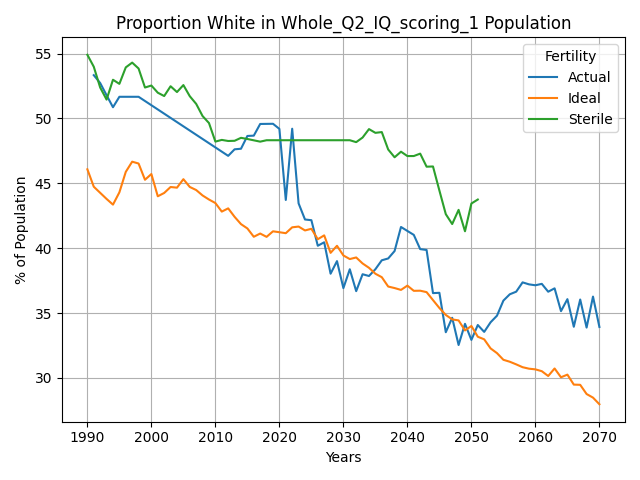 Proportion White in Whole_Q2_IQ_scoring_1 Population
% of Population
55
50
45
40
35
30
Fertility
Actual
Ideal
Sterile
1990 2000 2010 2020 2030 2040 2050 2060 2070
Years